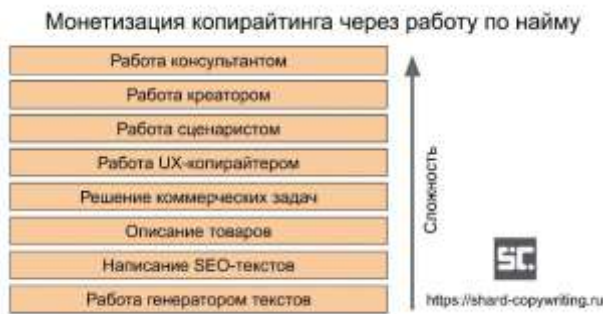 Монетизация копирайтинга через работу по найму
Работа консультантом
Работа креатором
Работа сценаристом
Работа UX-копирайтером
Решение коммерческих задач
Описание товаров
Написание SEO-текстов
Работа генератором текстов
Сложность
SC.
https://shard-copywriting.ru